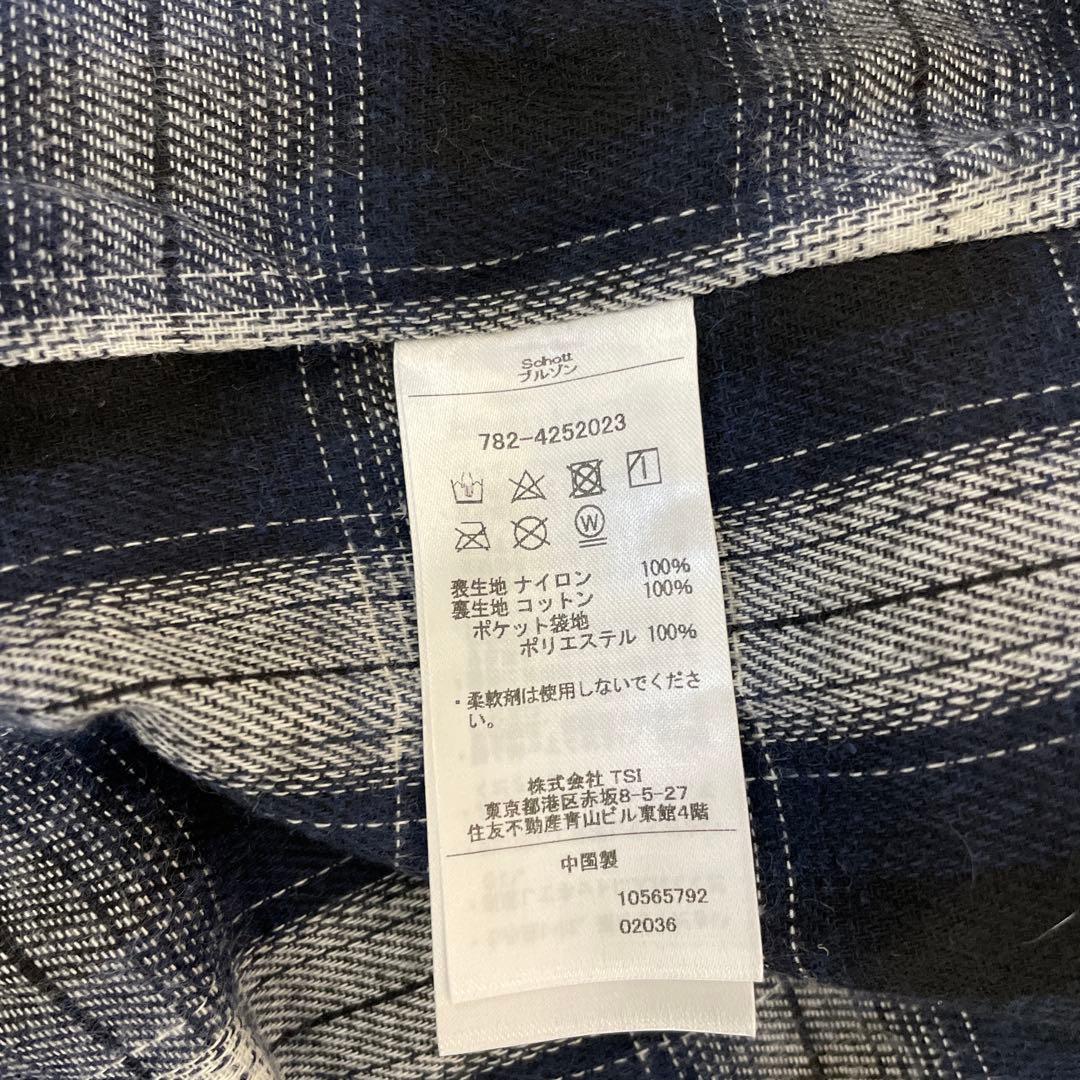 Schott
ブルゾン
782-4252023
W
表生地 ナイロン 100%
裏生地 コットン 100%
ポケット袋地
ポリエステル 100%
・柔軟剤は使用しないでくださ
い。
株式会社 TSI
東京都港区赤坂8-5-27
住友不動産青山ビル東館4階
中国製
10565792
02036